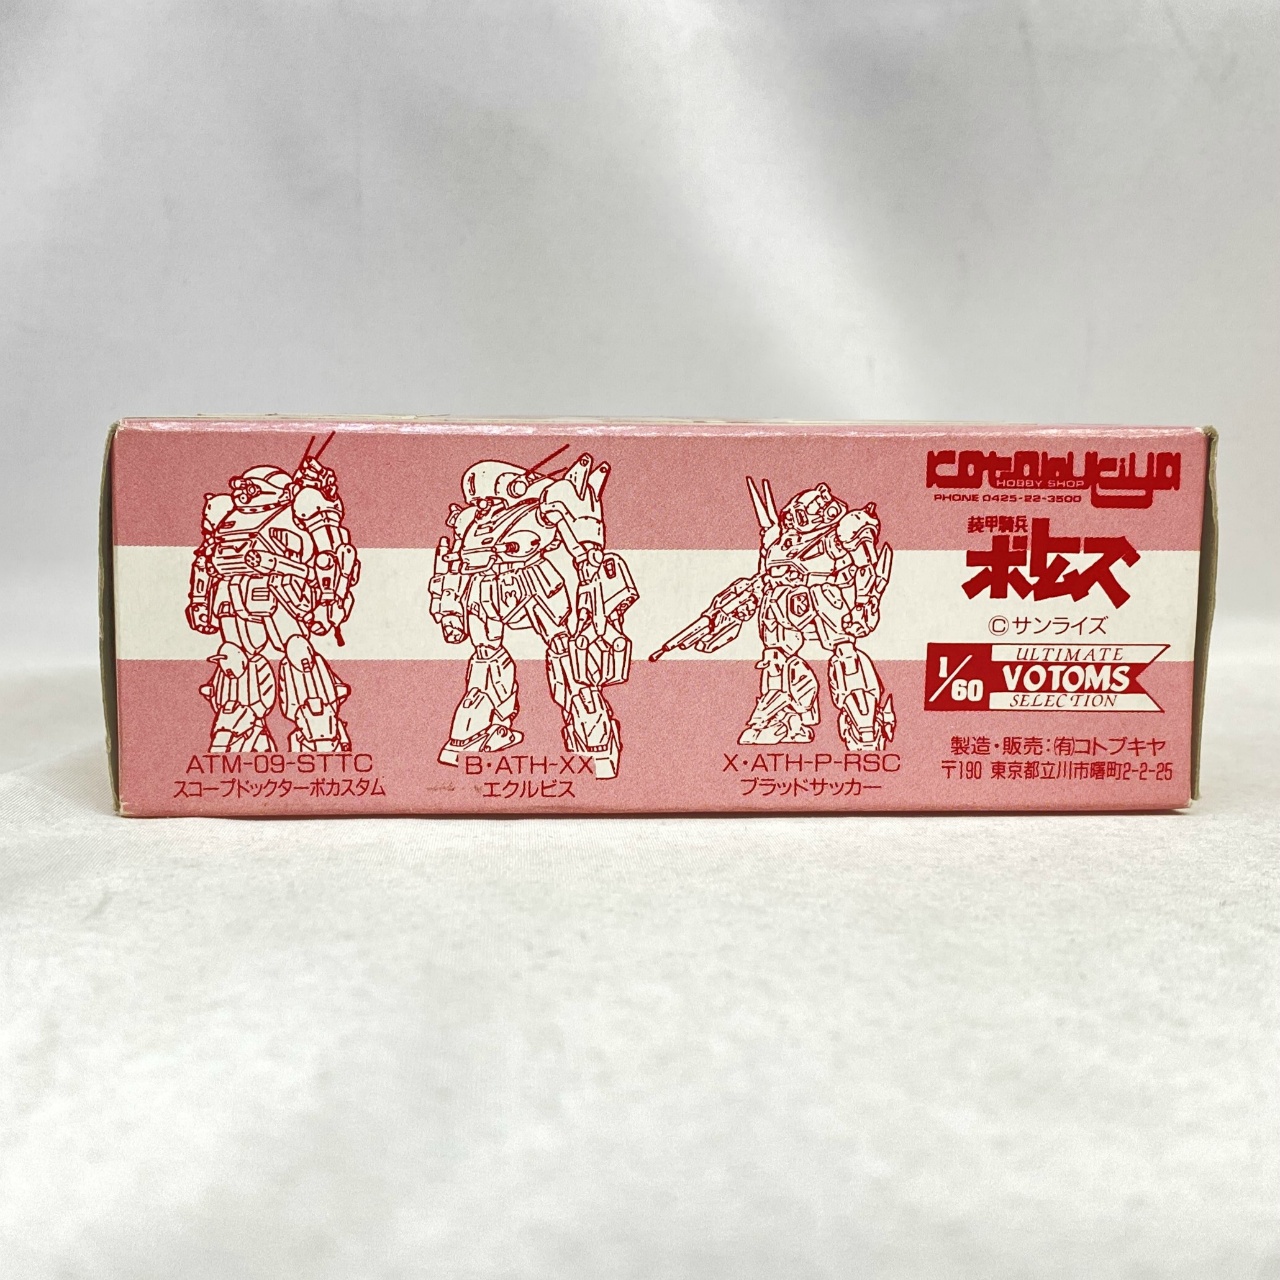 ATM-09-STTC
スコープドックターボカスタム
B・ATH-XX
エクルビス
X・ATH-P-RSC
ブラッドサッカー
kotobukiya
HOBBY SHOP
PHONE 0425-22-3500
装甲騎兵
ボトムズ
©サンライズ
1/60
ULTIMATE
VOTOMS
SELECTION
製造・販売:(有)コトブキヤ
〒190 東京都立川市曙町2-2-25